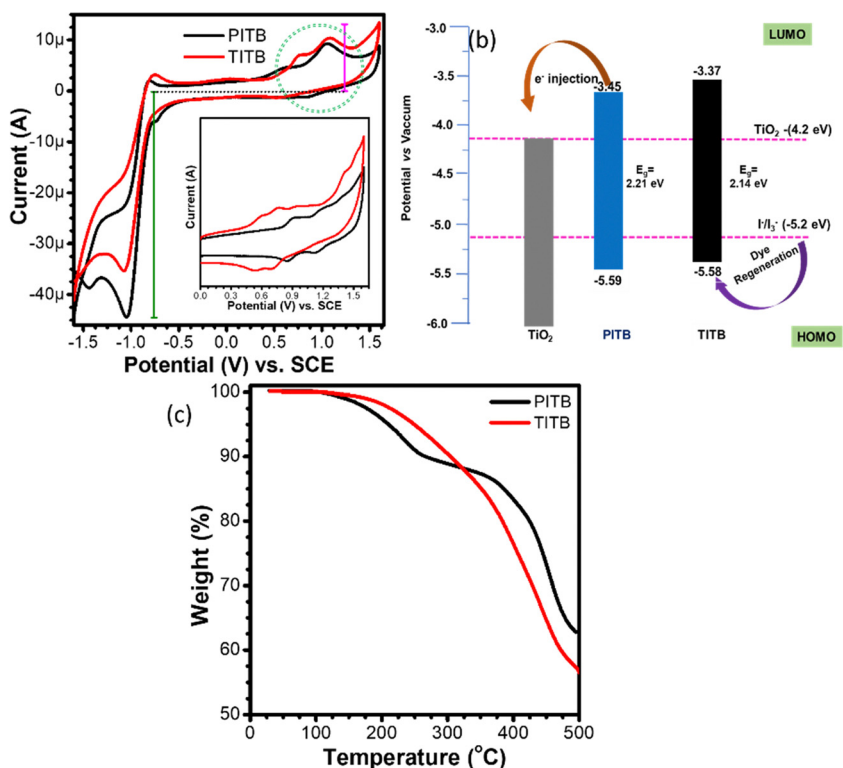 10µ
0
-10µ
-20µ
-30µ
-40µ
Current (A)
PITB
TITB
Current (A)
0.0 0.3 0.6 0.9 1.2 1.5
Potential (V) vs. SCE
-1.5 -1.0 -0.5 0.0 0.5 1.0 1.5
Potential (V) vs. SCE
(b)
LUMO
-3.0
-3.5
-4.0
-4.5
-5.0
-5.5
-6.0
Potential vs Vaccum
e⁻ injection
-3.45
-3.37
TiO₂ -(4.2 eV)
E₉=
2.21 eV
E₉=
2.14 eV
I⁻/I₃⁻ (-5.2 eV)
Dye
Regeneration
-5.59
-5.58
TiO₂
PITB
TITB
HOMO
(c)
100
90
80
70
60
50
Weight (%)
PITB
TITB
0 100 200 300 400 500
Temperature (°C)